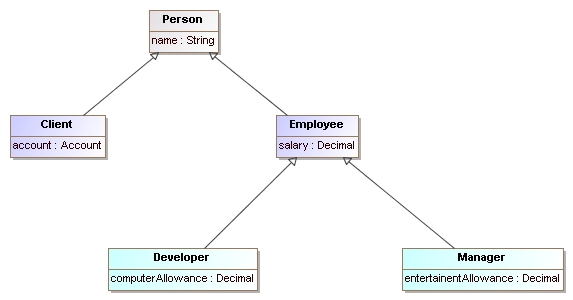 Person
name : String
Client
account : Account
Employee
salary : Decimal
Developer
computerAllowance : Decimal
Manager
entertainentAllowance : Decimal